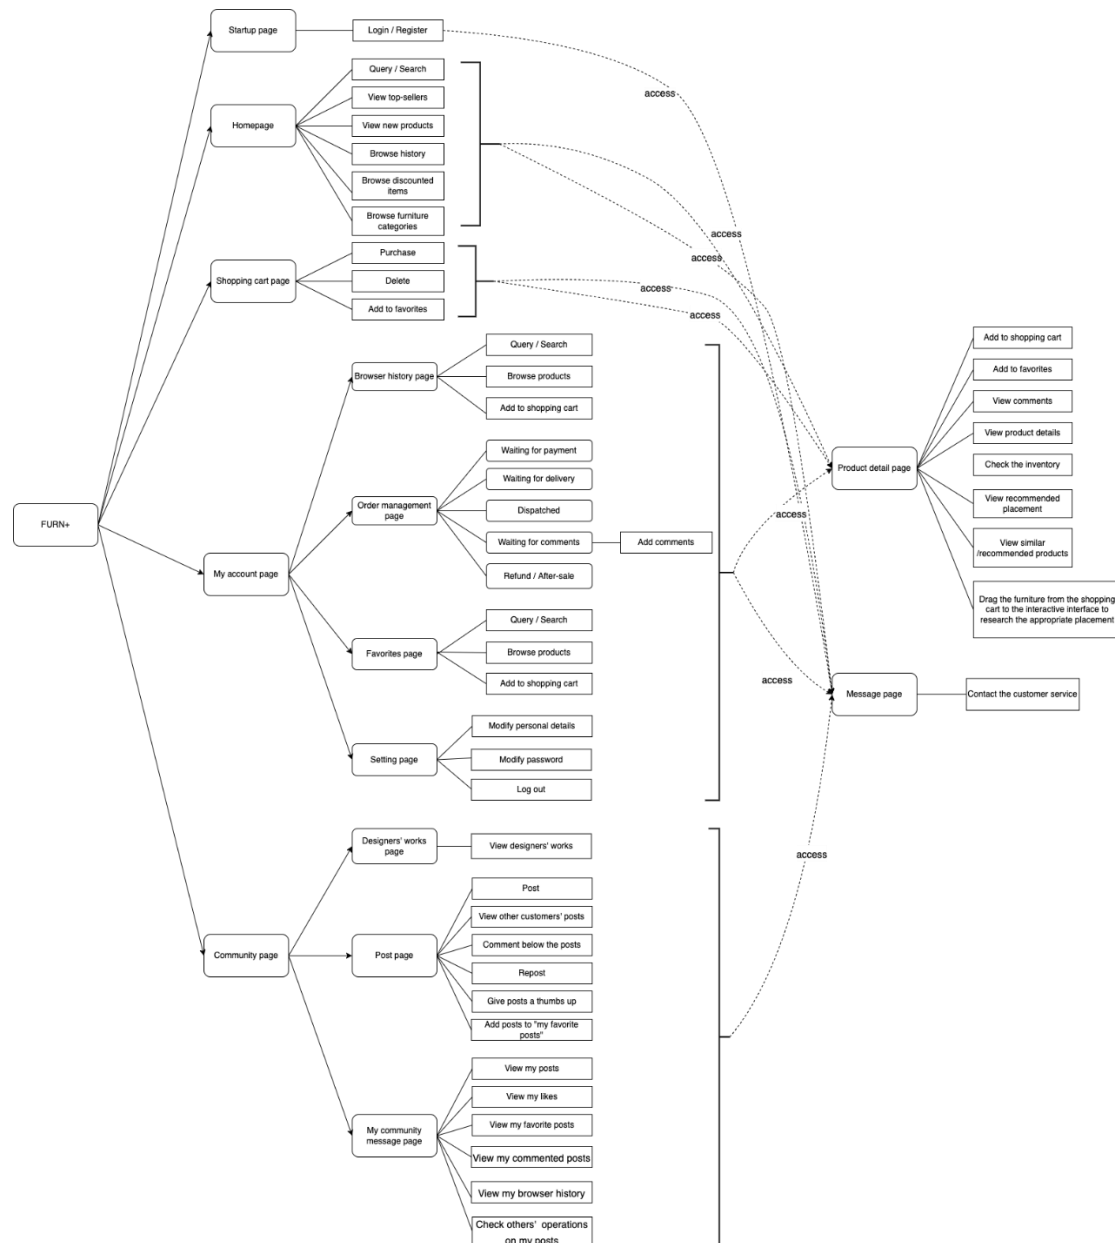 Startup page
Login / Register
Query / Search
View top-sellers
Homepage
View new products
Browse history
Browse discounted
items
Browse furniture
categories
Purchase
Shopping cart page
Delete
Add to favorites
access
access
access
access
access
Query / Search
Browser history page
Browse products
Add to shopping cart
Waiting for payment
Waiting for delivery
Order management
page
Dispatched
Waiting for comments
Add comments
Refund / After-sale
FURN+
My account page
Query / Search
Favorites page
Browse products
Add to shopping cart
Modify personal details
Setting page
Modify password
Log out
access
access
Add to shopping cart
Add to favorites
View comments
View product details
Product detail page
Check the inventory
View recommended
placement
View similar
/recommended products
Drag the furniture from the shopping
cart to the interactive interface to
research the appropriate placement
Message page
Contact the customer service
Designers' works
page
View designers' works
access
Post
View other customers' posts
Community page
Post page
Comment below the posts
Repost
Give posts a thumbs up
Add posts to "my favorite
posts"
View my posts
View my likes
My community
message page
View my favorite posts
View my commented posts
View my browser history
Check others' operations
on my posts